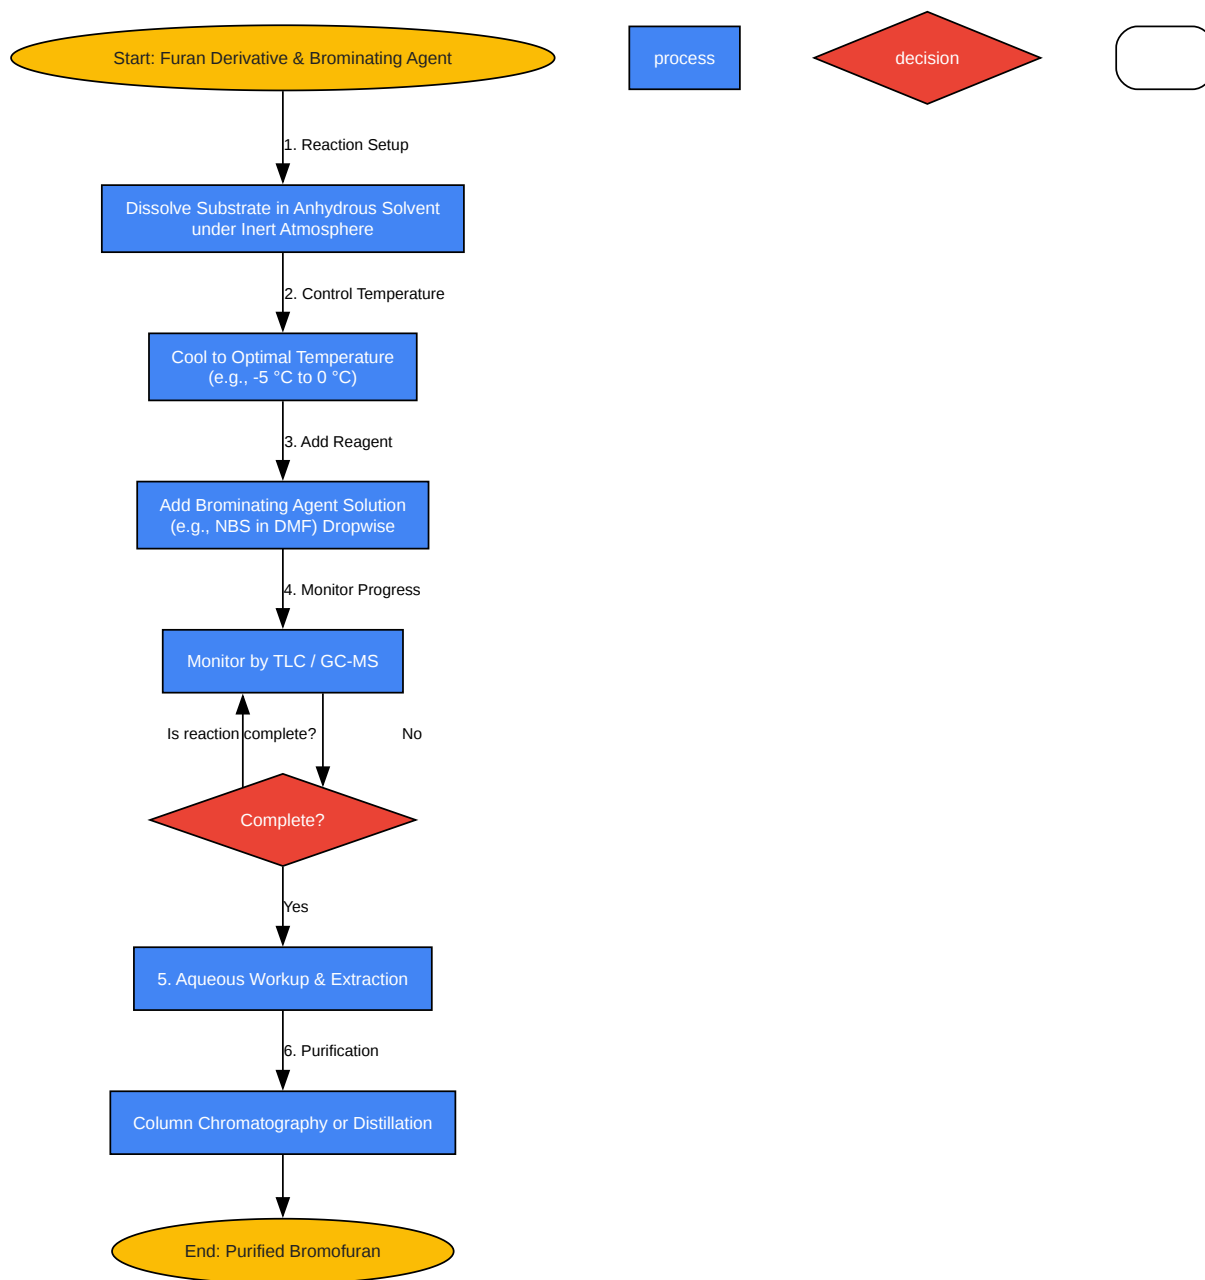 Start: Furan Derivative & Brominating Agent
process
decision
1. Reaction Setup
Dissolve Substrate in Anhydrous Solvent
under Inert Atmosphere
2. Control Temperature
Cool to Optimal Temperature
(e.g., -5 °C to 0 °C)
3. Add Reagent
Add Brominating Agent Solution
(e.g., NBS in DMF) Dropwise
4. Monitor Progress
Monitor by TLC / GC-MS
Is reaction complete?
No
Complete?
Yes
5. Aqueous Workup & Extraction
6. Purification
Column Chromatography or Distillation
End: Purified Bromofuran